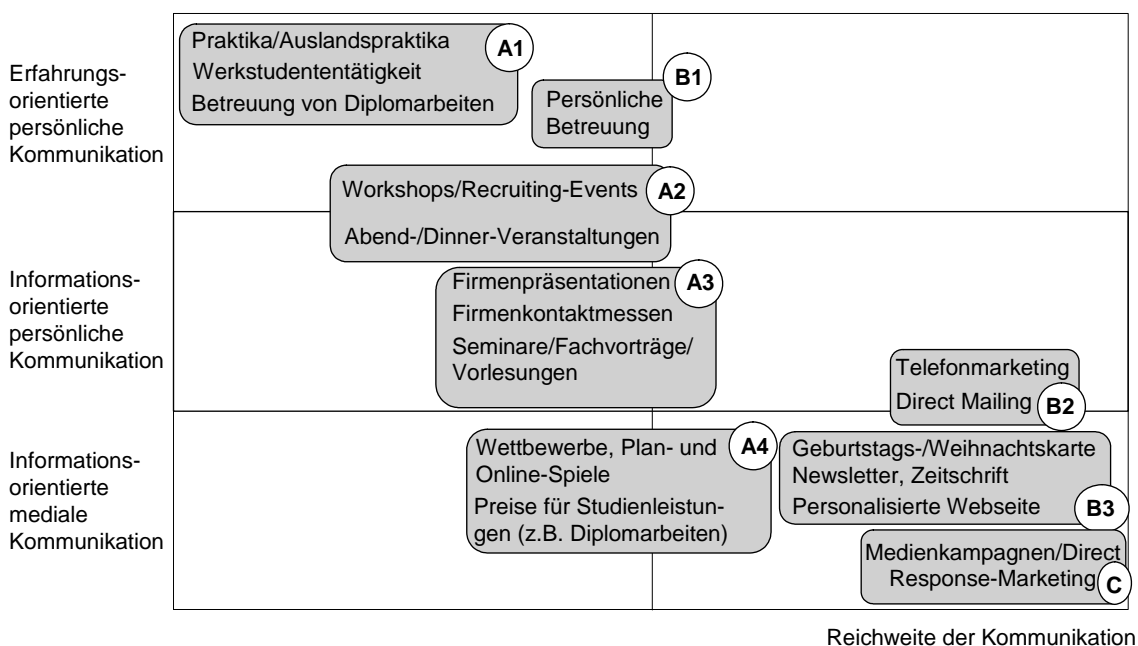 Erfahrungs-
orientierte
persönliche
Kommunikation
Praktika/Auslandspraktika
Werkstudententätigkeit
Betreuung von Diplomarbeiten
A1
Persönliche
Betreuung
B1
Workshops/Recruiting-Events
Abend-/Dinner-Veranstaltungen
A2
Informations-
orientierte
persönliche
Kommunikation
Firmenpräsentationen
Firmenkontaktmessen
Seminare/Fachvorträge/
Vorlesungen
A3
Telefonmarketing
Direct Mailing
B2
Informations-
orientierte
mediale
Kommunikation
Wettbewerbe, Plan- und
Online-Spiele
Preise für Studienleistun-
gen (z.B. Diplomarbeiten)
A4
Geburtstags-/Weihnachtskarte
Newsletter, Zeitschrift
Personalisierte Webseite
B3
Medienkampagnen/Direct
Response-Marketing
C
Reichweite der Kommunikation